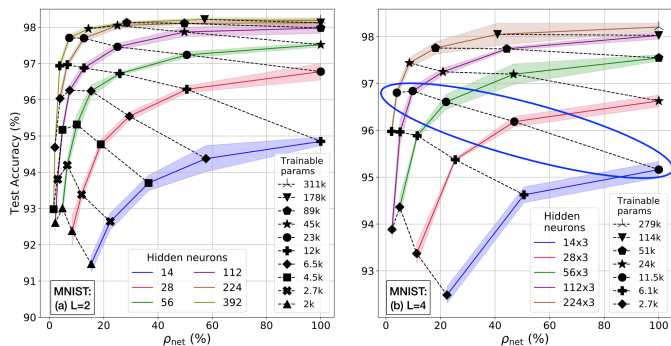 98
97
96
95
94
93
92
91
90
Test Accuracy (%)
0
20
40
60
80
100
ρnet (%)
MNIST:
(a) L=2
Hidden neurons
14
28
56
112
224
392
Trainable
params
311k
178k
89k
45k
23k
12k
6.5k
4.5k
2.7k
2k
98
97
96
95
94
93
0
20
40
60
80
100
ρnet (%)
MNIST:
(b) L=4
Hidden
neurons
14x3
28x3
56x3
112x3
224x3
Trainable
params
279k
114k
51k
24k
11.5k
6.1k
2.7k